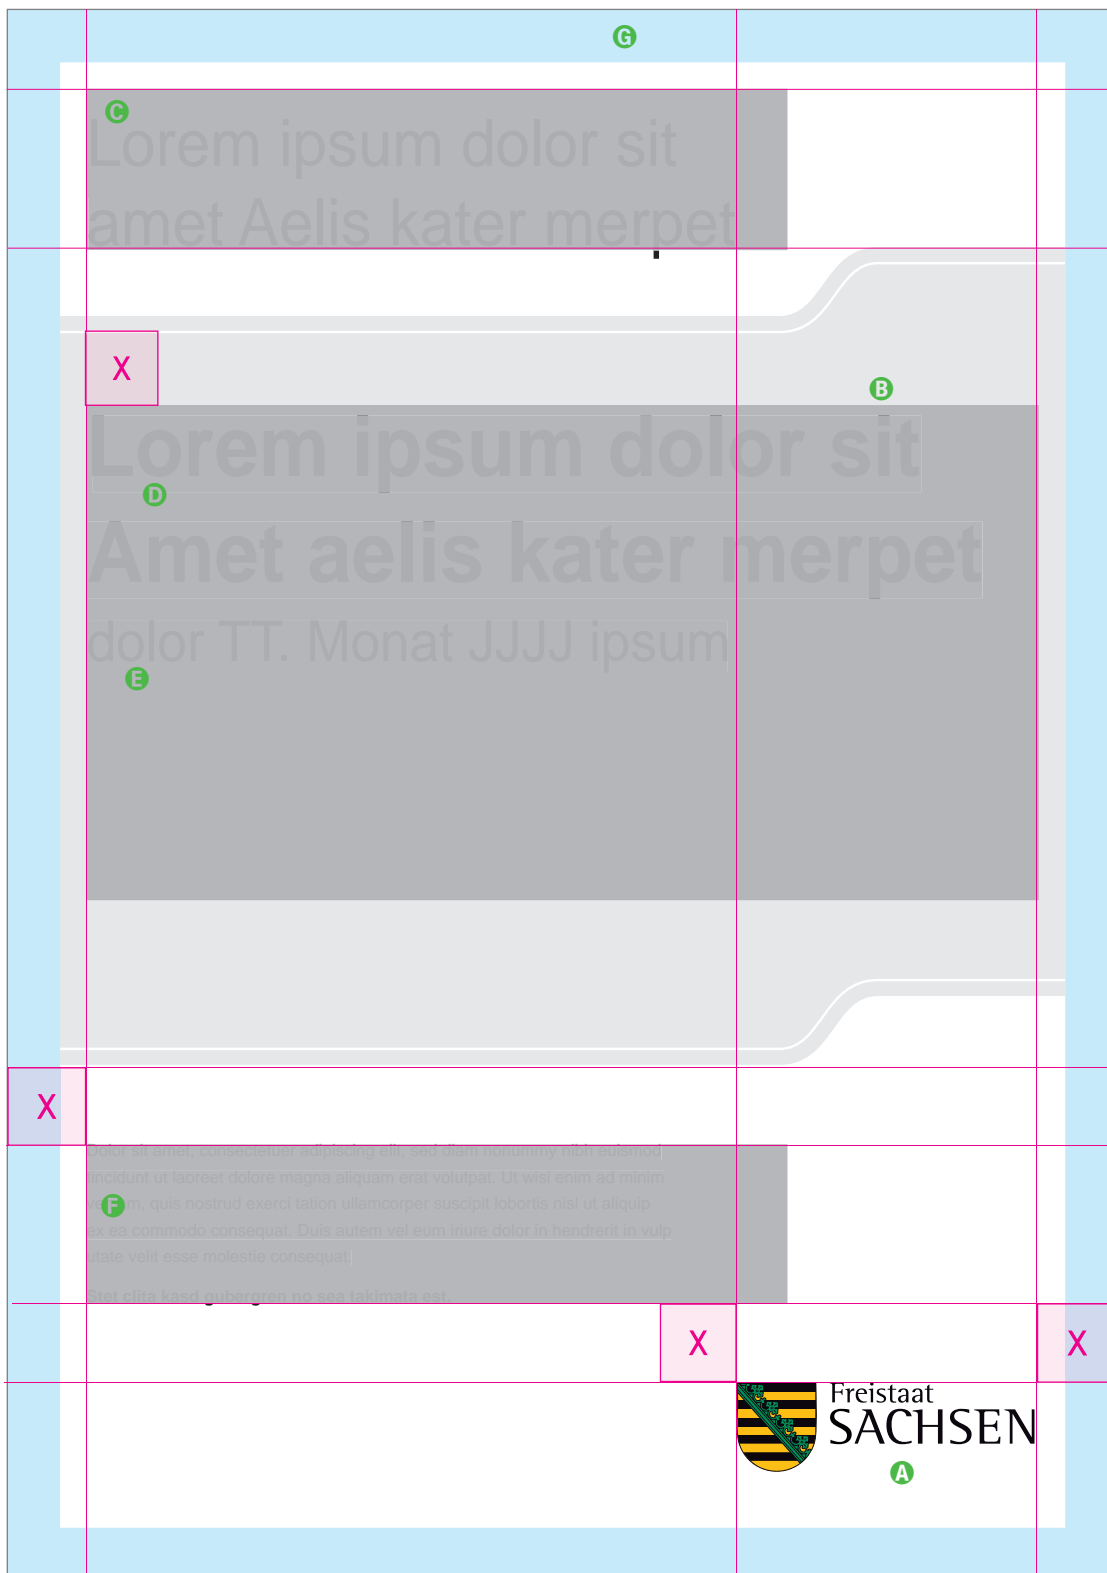 G
C
Lorem ipsum dolor sit
amet Aelis kater merpet
X
B
Lorem ipsum dolor sit
D
Amet aelis kater merpet
dolor TT. Monat JJJJ ipsum
E
X
Dolor sit amet, consectetuer adipiscing elit, sed diam nonummy nibh euismod
tincidunt ut laoreet dolore magna aliquam erat volutpat. Ut wisi enim ad minim
F
quis nostrud exerci tation ullamcorper suscipit lobortis nisl ut aliquip
ex ea commodo consequat. Duis autem vel eum iriure dolor in hendrerit in vulp
utate velit esse molestie consequat
Stet clita kasd gubergren no sea takimata est.
X
X
Freistaat
SACHSEN
A